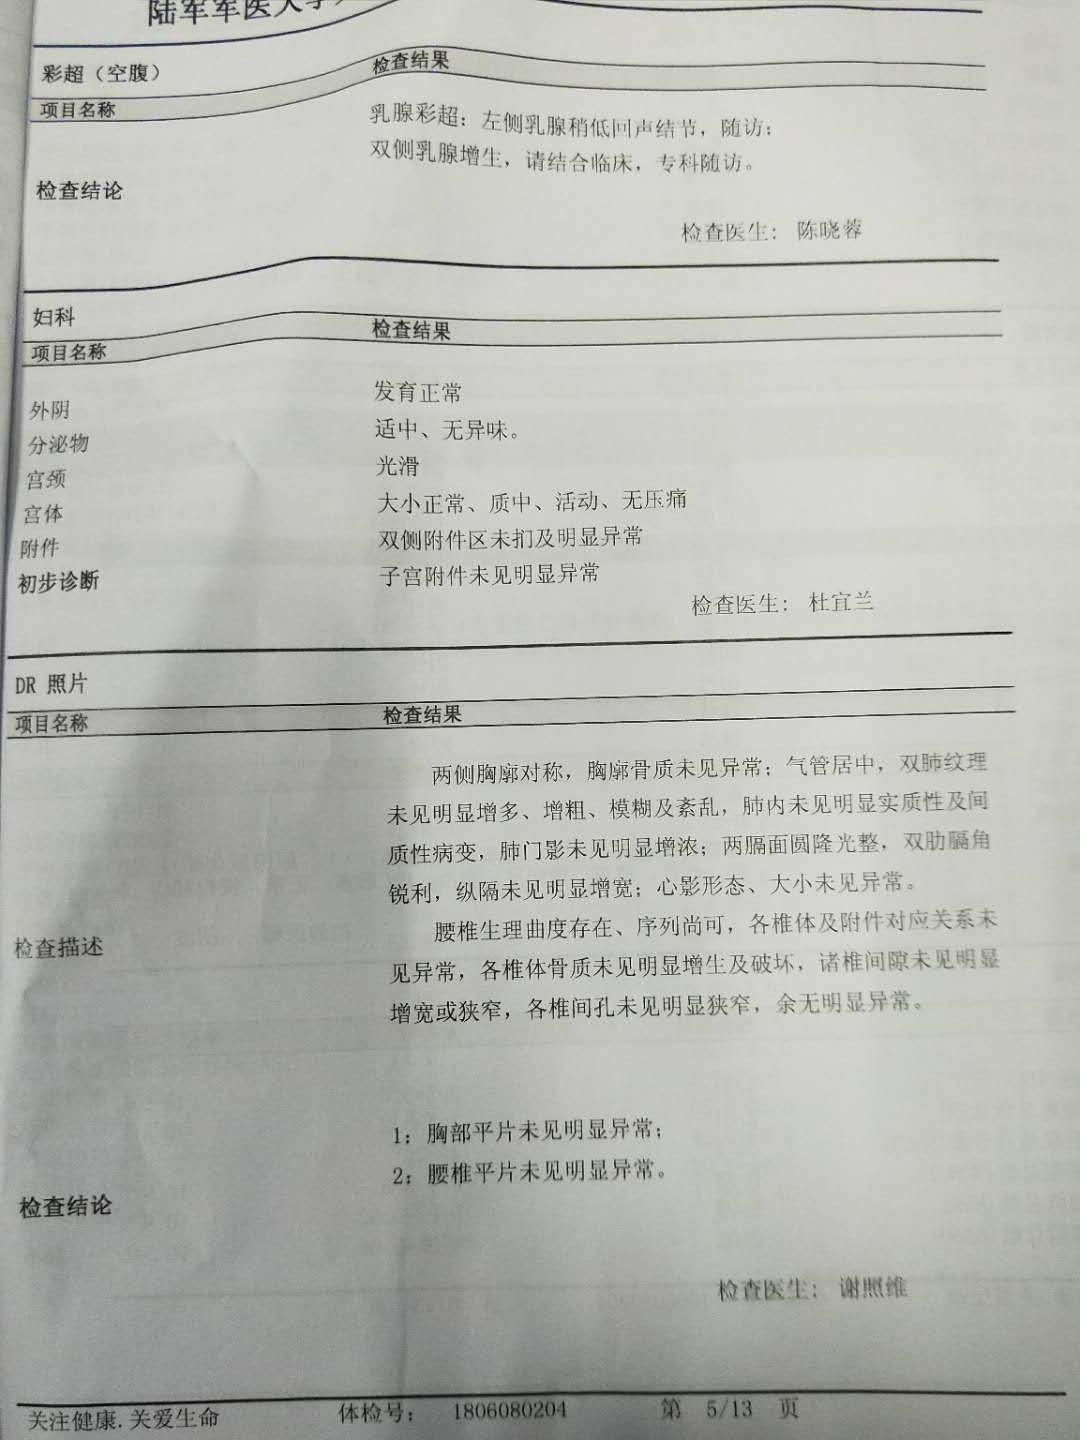 陆军军医大学
彩超（空腹）
项目名称 检查结果
乳腺彩超：左侧乳腺稍低回声结节，随访；
双侧乳腺增生，请结合临床，专科随访。
检查结论
检查医生： 陈晓蓉
妇科
项目名称 检查结果
外阴 发育正常
分泌物 适中、无异味。
宫颈 光滑
宫体 大小正常、质中、活动、无压痛
附件 双侧附件区未扪及明显异常
初步诊断 子宫附件未见明显异常
检查医生： 杜宜兰
DR 照片
项目名称 检查结果
两侧胸廓对称，胸廓骨质未见异常；气管居中，双肺纹理
未见明显增多、增粗、模糊及紊乱，肺内未见明显实质性及间
质性病变，肺门影未见明显增浓；两膈面圆隆光整，双肋膈角
锐利，纵隔未见明显增宽；心影形态、大小未见异常。
腰椎生理曲度存在、序列尚可，各椎体及附件对应关系未
检查描述
见异常，各椎体骨质未见明显增生及破坏，诸椎间隙未见明显
增宽或狭窄，各椎间孔未见明显狭窄，余无明显异常。
1；胸部平片未见明显异常；
2；腰椎平片未见明显异常。
检查结论
检查医生： 谢照维
关注健康.关爱生命 体检号： 1806080204 第 5/13 页